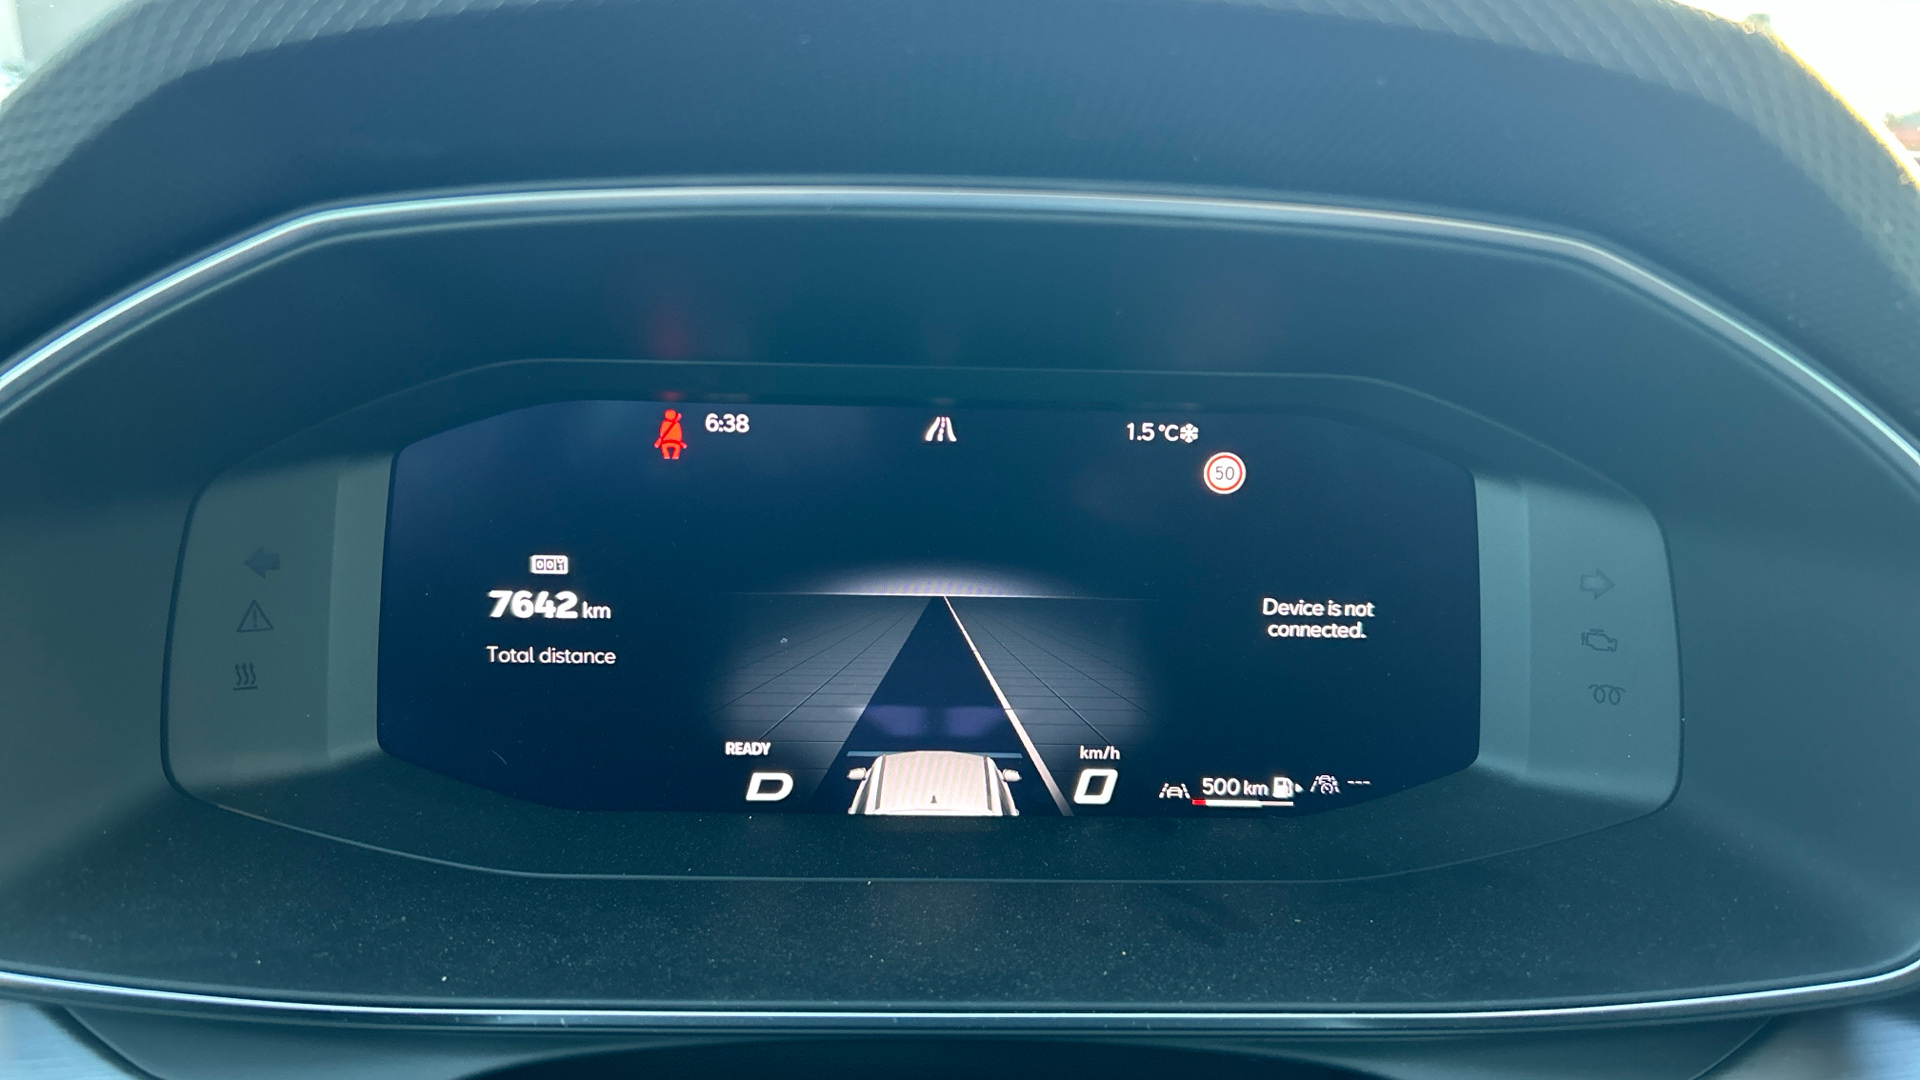 6:38
1.5 °C
50
7642 km
Total distance
Device is not
connected.
READY
D
km/h
0
500 km
---